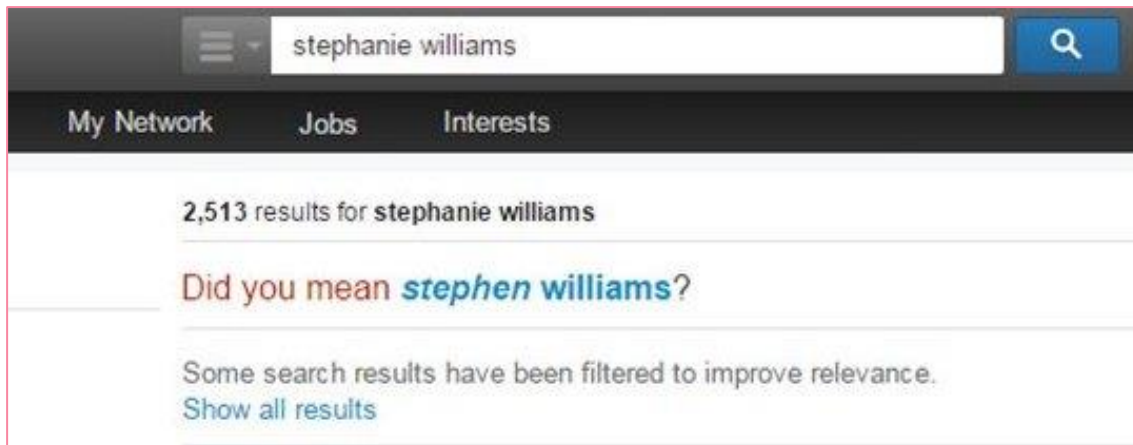 stephanie williams
My Network Jobs Interests
2,513 results for stephanie williams
Did you mean stephen williams?
Some search results have been filtered to improve relevance.
Show all results